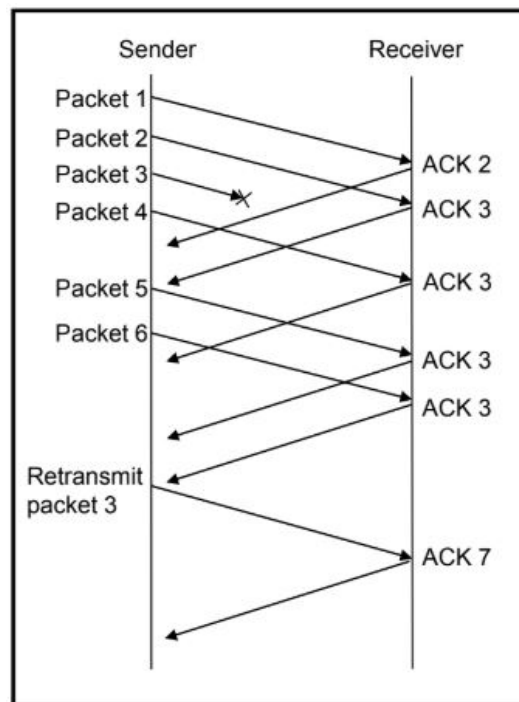 Sender Receiver
Packet 1
Packet 2
ACK 2
Packet 3
Packet 4
ACK 3
ACK 3
Packet 5
Packet 6
ACK 3
ACK 3
Retransmit
packet 3
ACK 7